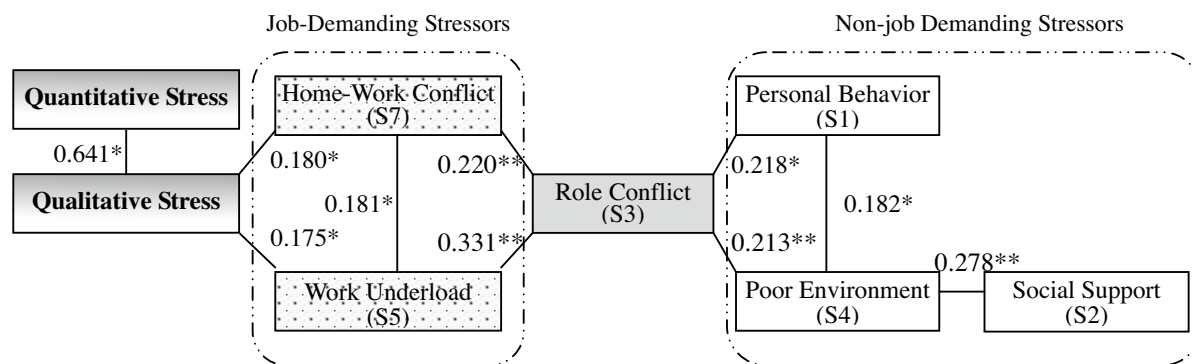 Job-Demanding Stressors
Non-job Demanding Stressors
Quantitative Stress
Home-Work Conflict
(S7)
Personal Behavior
(S1)
0.641*
0.180*
0.220**
0.218*
Qualitative Stress
0.181*
Role Conflict
(S3)
0.182*
0.175*
0.331**
0.213**
0.278**
Work Underload
(S5)
Poor Environment
(S4)
Social Support
(S2)